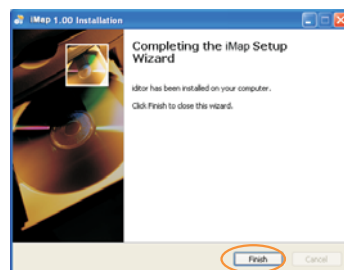 iMap 1.00 Installation
Completing the iMap Setup
Wizard
iditor has been installed on your computer.
Click Finish to close this wizard.
Finish
Cancel